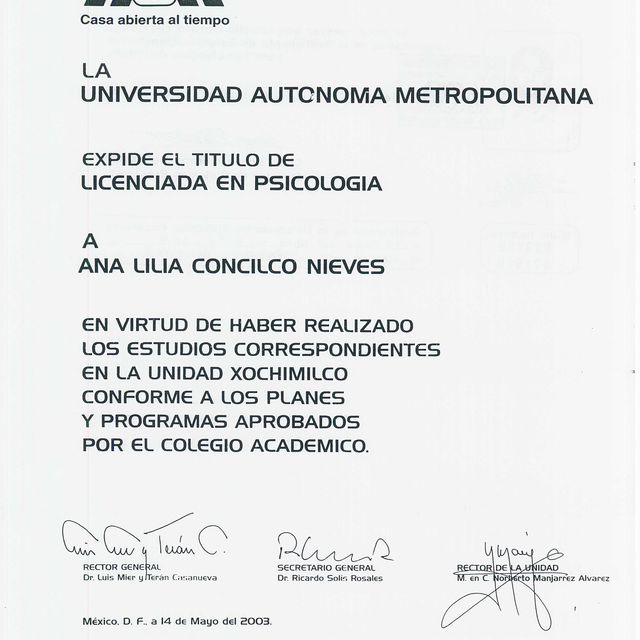 Casa abierta al tiempo
LA
UNIVERSIDAD AUTONOMA METROPOLITANA
EXPIDE EL TITULO DE
LICENCIADA EN PSICOLOGIA
A
ANA LILIA CONCILCO NIEVES
EN VIRTUD DE HABER REALIZADO
LOS ESTUDIOS CORRESPONDIENTES
EN LA UNIDAD XOCHIMILCO
CONFORME A LOS PLANES
Y PROGRAMAS APROBADOS
POR EL COLEGIO ACADEMICO.
RECTOR GENERAL SECRETARIO GENERAL RECTOR DE LA UNIDAD
Dr. Luis Mier y Terán Casanueva Dr. Ricardo Solís Rosales M. en C. Norberto Manjarrez Alvarez
México, D. F., a 14 de Mayo del 2003.